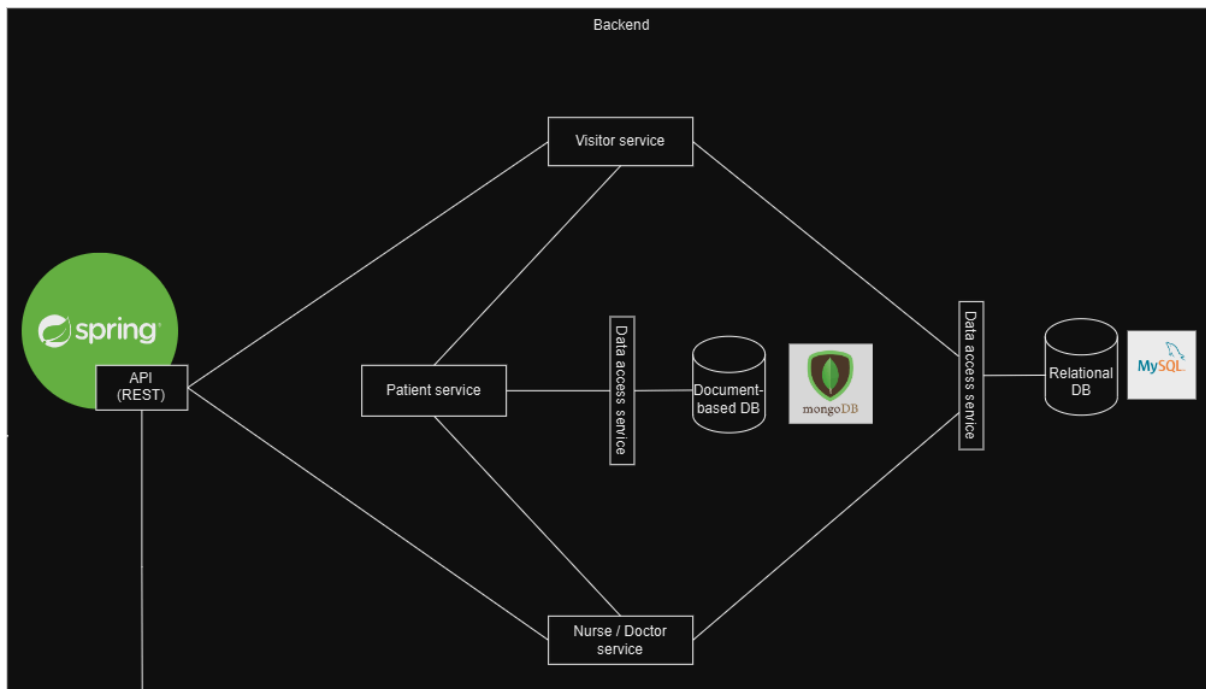 Backend
Visitor service
spring
API
(REST)
Patient service
Data access service
Document-
based DB
mongoDB
Data access service
Relational
DB
MySQL
Nurse / Doctor
service